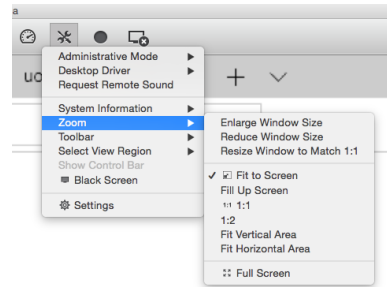 a
uc
Administrative Mode
Desktop Driver
Request Remote Sound
System Information
Zoom
Toolbar
Select View Region
Show Control Bar
Black Screen
Settings
Enlarge Window Size
Reduce Window Size
Resize Window to Match 1:1
Fit to Screen
Fill Up Screen
1:1 1:1
1:2
Fit Vertical Area
Fit Horizontal Area
Full Screen